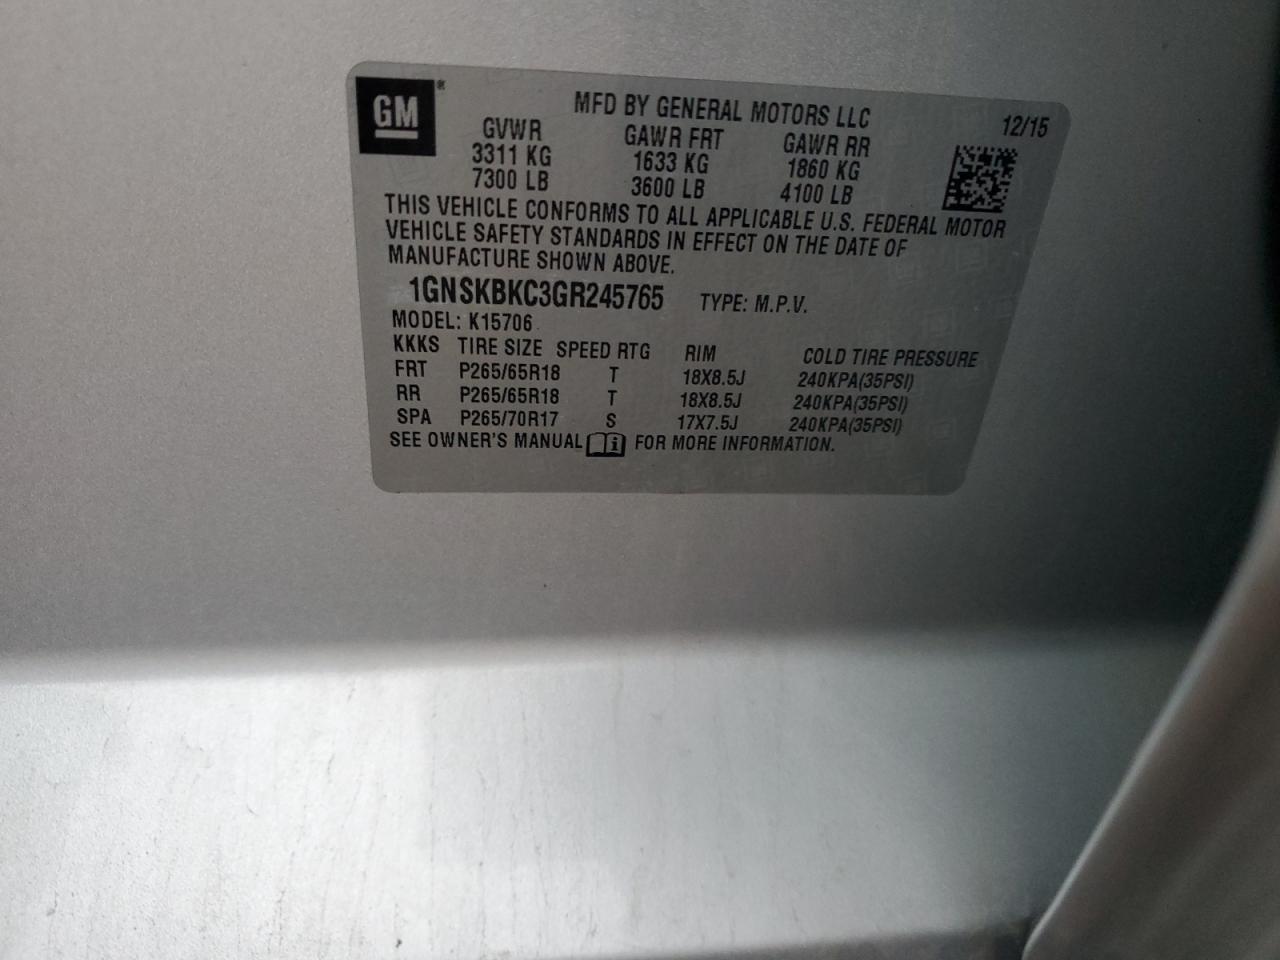 GM®
MFD BY GENERAL MOTORS LLC 12/15
GVWR GAWR FRT GAWR RR
3311 KG 1633 KG 1860 KG
7300 LB 3600 LB 4100 LB
THIS VEHICLE CONFORMS TO ALL APPLICABLE U.S. FEDERAL MOTOR
VEHICLE SAFETY STANDARDS IN EFFECT ON THE DATE OF
MANUFACTURE SHOWN ABOVE.
1GNSKBKC3GR245765 TYPE: M.P.V.
MODEL: K15706
KKKS TIRE SIZE SPEED RTG RIM COLD TIRE PRESSURE
FRT P265/65R18 T 18X8.5J 240KPA(35PSI)
RR P265/65R18 T 18X8.5J 240KPA(35PSI)
SPA P265/70R17 S 17X7.5J 240KPA(35PSI)
SEE OWNER'S MANUAL FOR MORE INFORMATION.